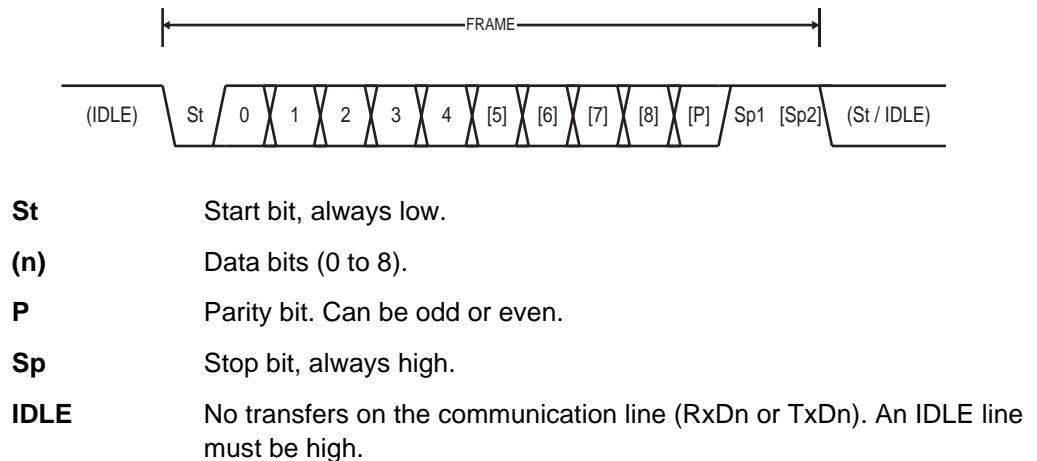 FRAME
(IDLE) St 0 1 2 3 4 [5] [6] [7] [8] [P] Sp1 [Sp2] (St / IDLE)
St Start bit, always low.
(n) Data bits (0 to 8).
P Parity bit. Can be odd or even.
Sp Stop bit, always high.
IDLE No transfers on the communication line (RxDn or TxDn). An IDLE line
must be high.